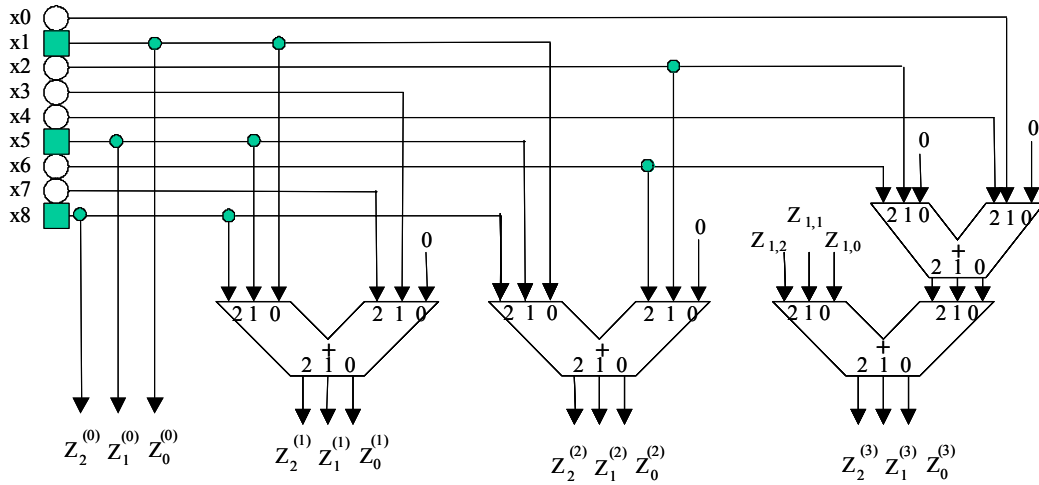 x0
x1
x2
x3
x4
x5
x6
x7
x8
0
0
2 1 0
2 1 0
+
2 1 0
0
0
Z1,2
Z1,1
Z1,0
2 1 0
2 1 0
+
2 1 0
2 1 0
2 1 0
+
2 1 0
2 1 0
2 1 0
+
2 1 0
Z2(0) Z1(0) Z0(0)
Z2(1) Z1(1) Z0(1)
Z2(2) Z1(2) Z0(2)
Z2(3) Z1(3) Z0(3)